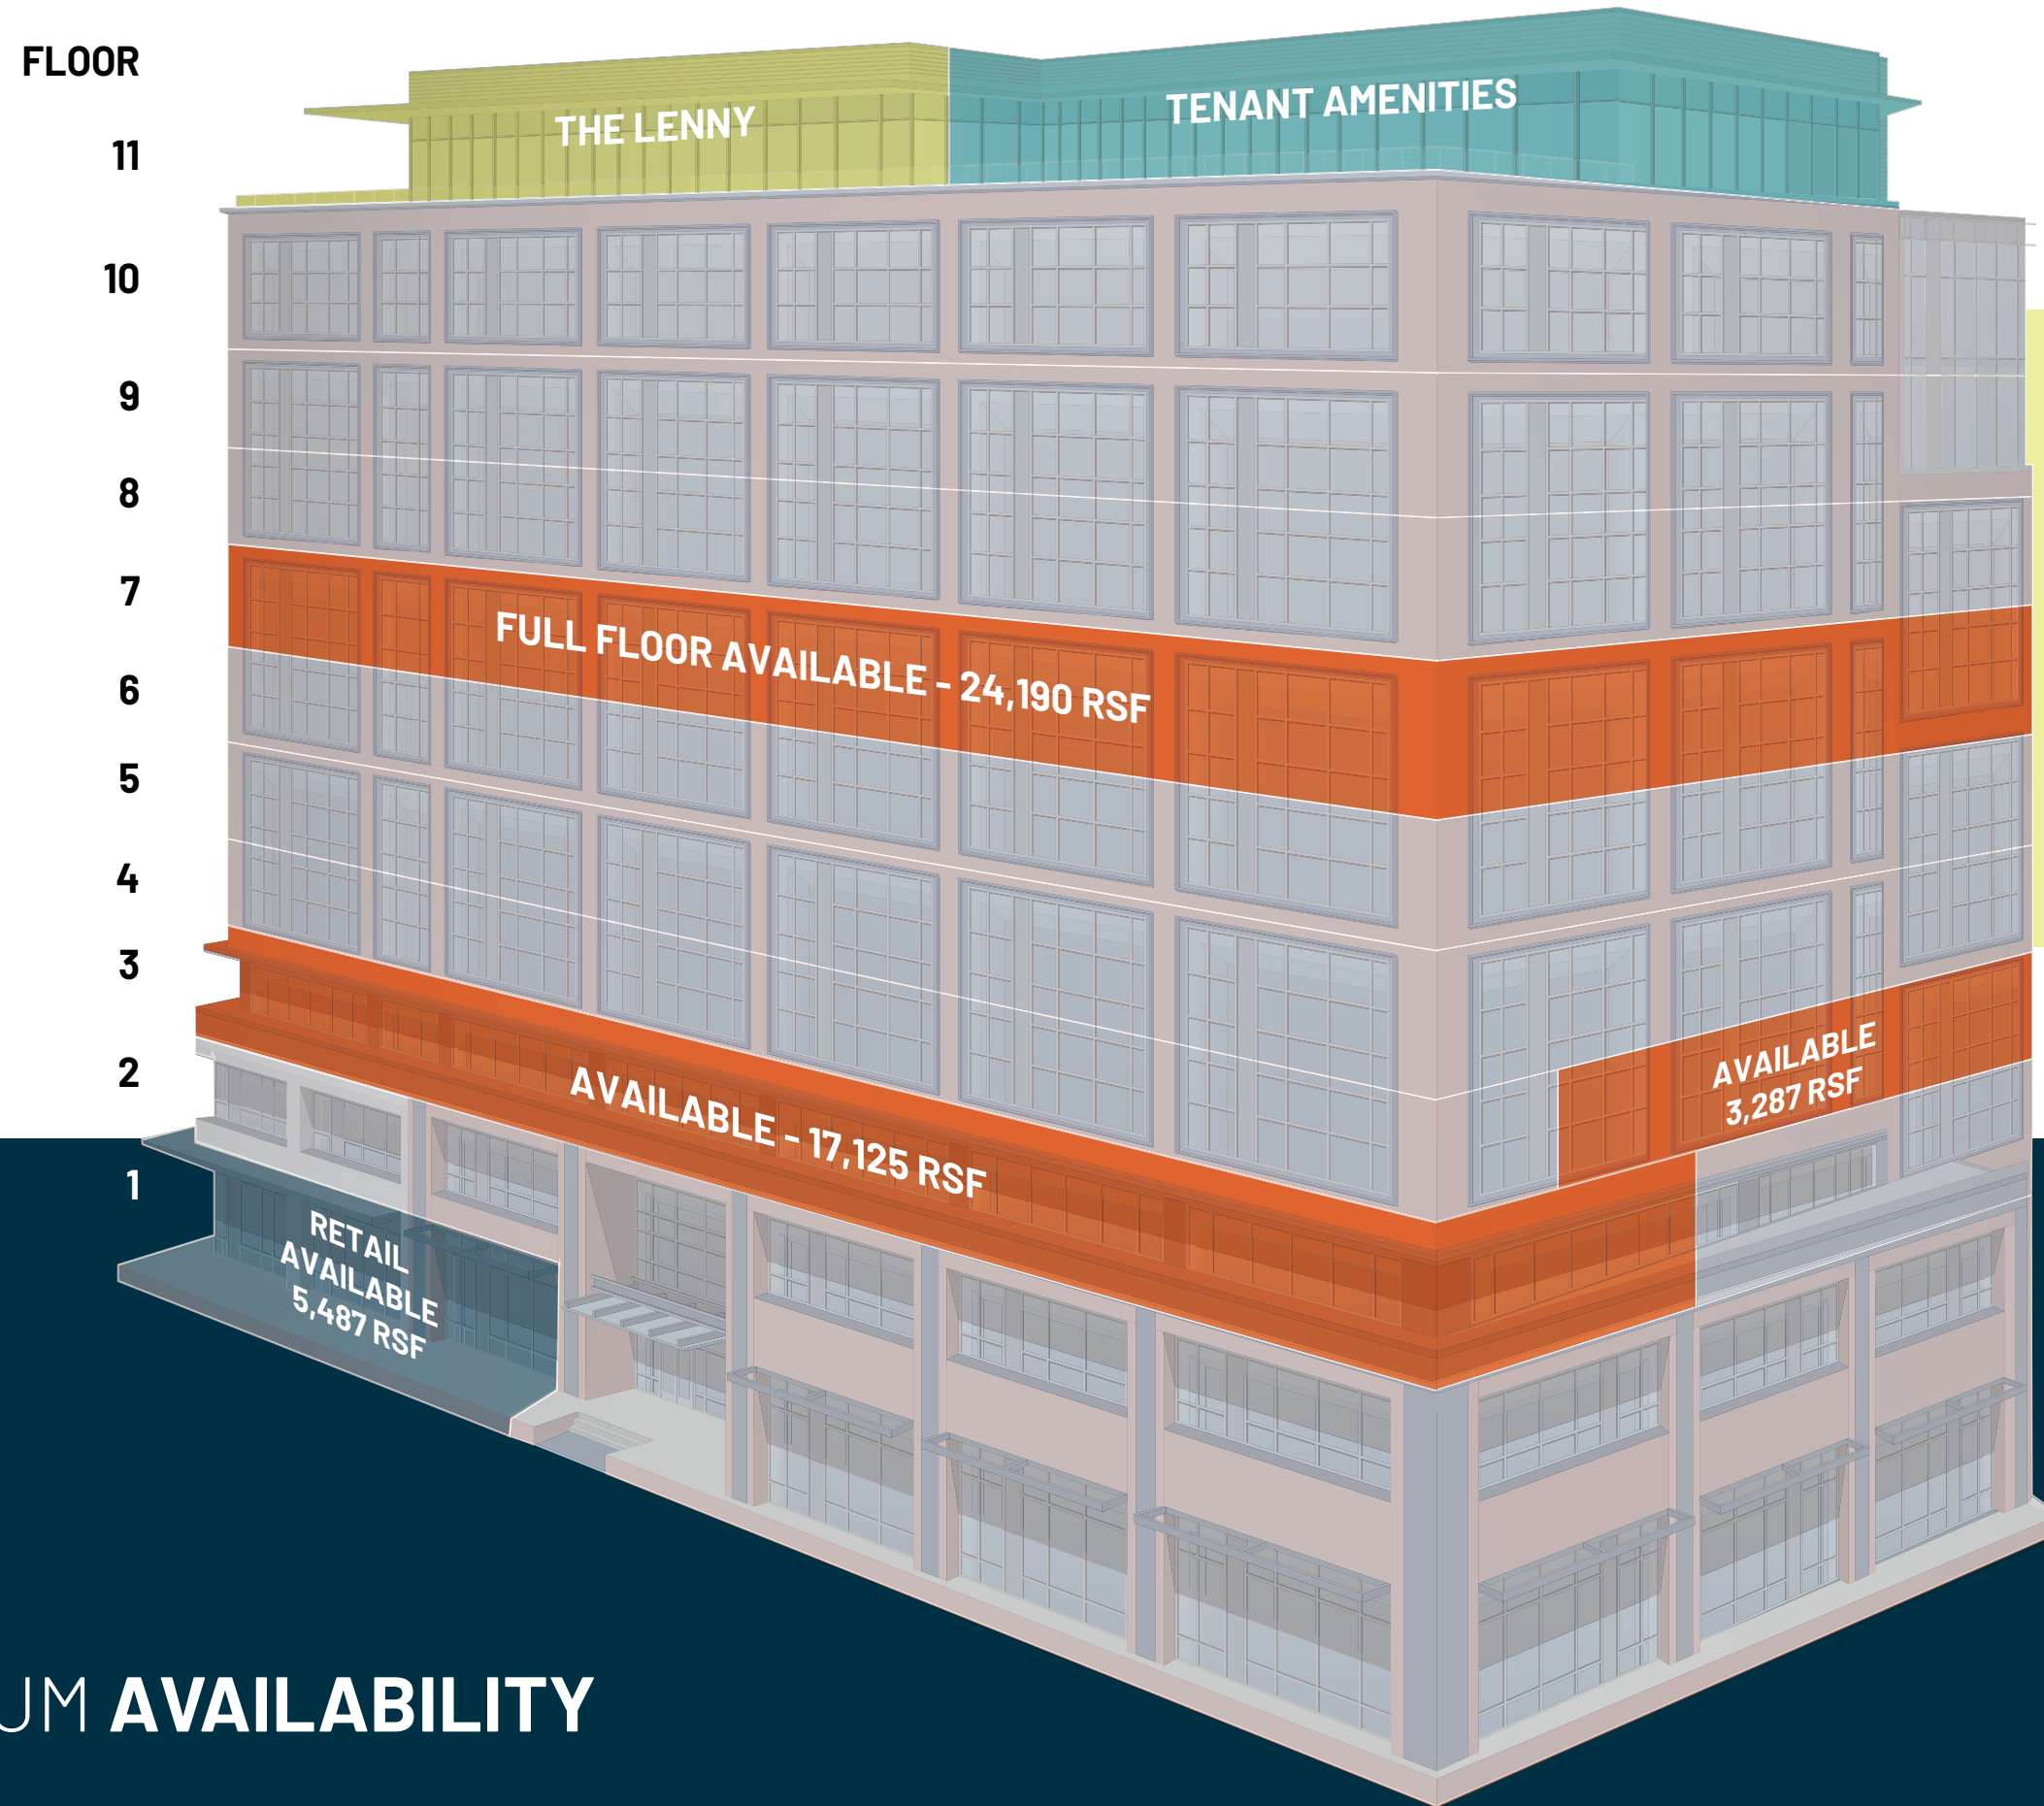 FLOOR
THE LENNY
TENANT AMENITIES
11
10
9
8
7
FULL FLOOR AVAILABLE - 24,190 RSF
6
5
4
3
AVAILABLE
3,287 RSF
2
AVAILABLE - 17,125 RSF
1
RETAIL
AVAILABLE
5,487 RSF
UM AVAILABILITY